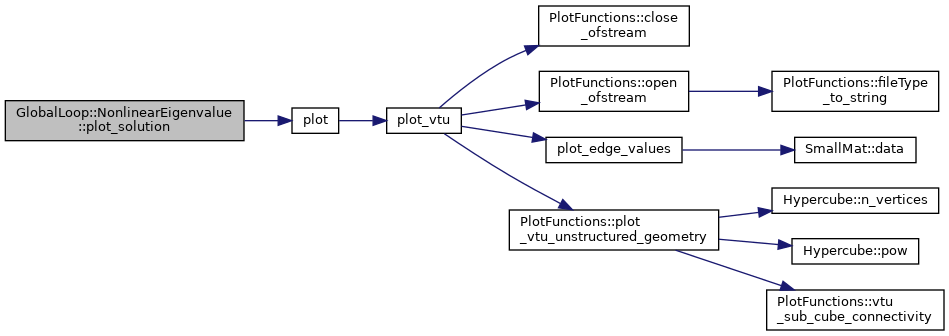 GlobalLoop::NonlinearEigenvalue
::plot_solution
plot
plot_vtu
PlotFunctions::close
_ofstream
PlotFunctions::open
_ofstream
PlotFunctions::fileType
_to_string
plot_edge_values
SmallMat::data
PlotFunctions::plot
_vtu_unstructured_geometry
Hypercube::n_vertices
Hypercube::pow
PlotFunctions::vtu
_sub_cube_connectivity